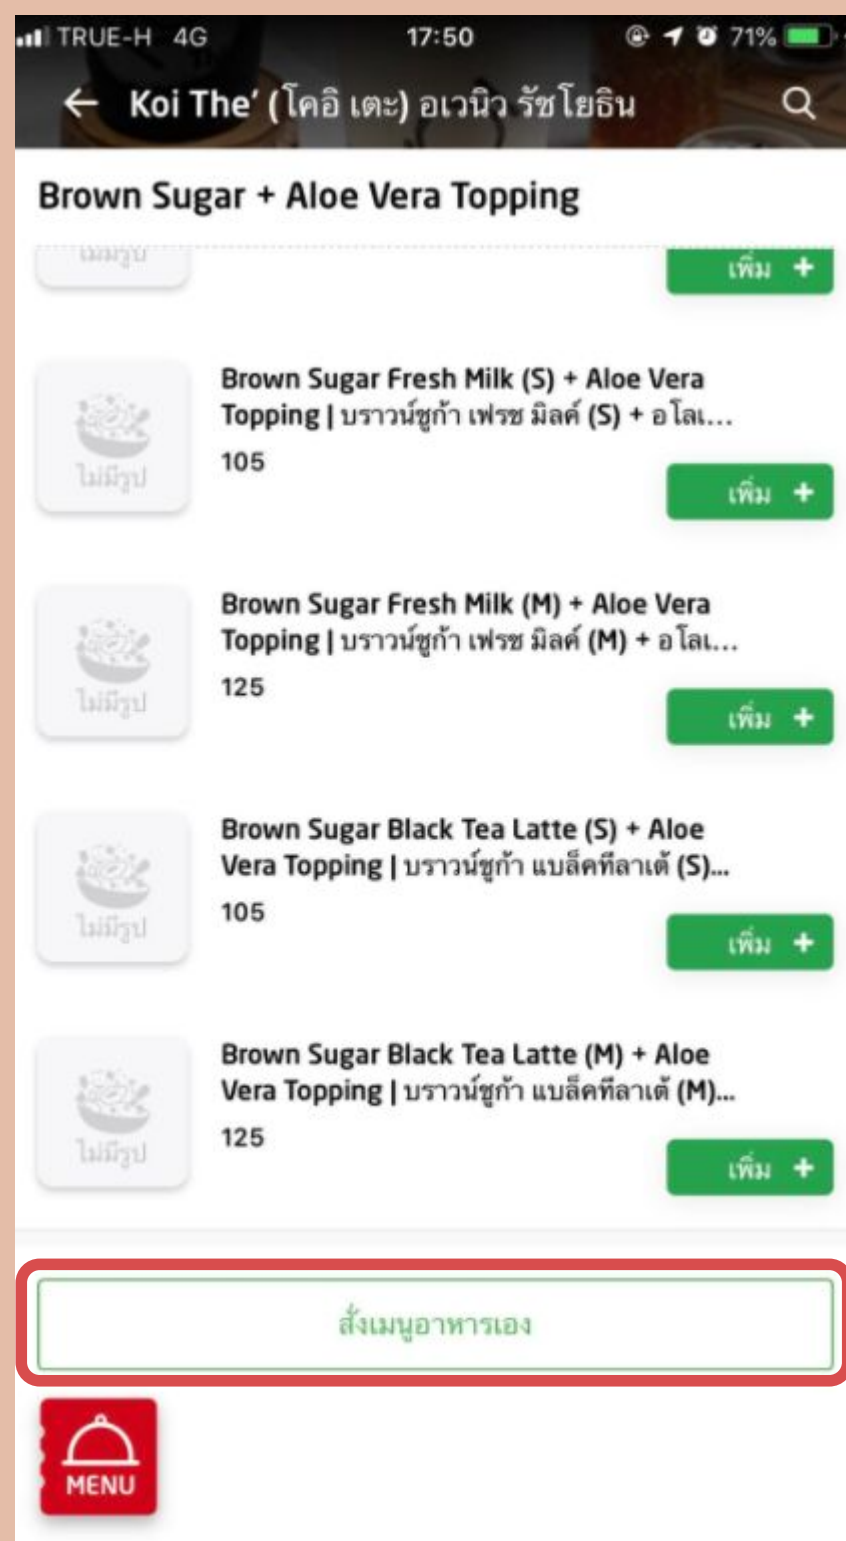 TRUE-H 4G 17:50 71%
Koi The' (โคอิ เตะ) อเวนิว รัชโยธิน
Brown Sugar + Aloe Vera Topping
ไม่มีรูป
เพิ่ม +
Brown Sugar Fresh Milk (S) + Aloe Vera
Topping | บราวน์ชูก้า เฟรช มิลค์ (S) + อโลเ...
105
ไม่มีรูป
เพิ่ม +
Brown Sugar Fresh Milk (M) + Aloe Vera
Topping | บราวน์ชูก้า เฟรช มิลค์ (M) + อโลเ...
125
ไม่มีรูป
เพิ่ม +
Brown Sugar Black Tea Latte (S) + Aloe
Vera Topping | บราวน์ชูก้า แบล็คทีลาเต้ (S)...
105
ไม่มีรูป
เพิ่ม +
Brown Sugar Black Tea Latte (M) + Aloe
Vera Topping | บราวน์ชูก้า แบล็คทีลาเต้ (M)...
125
ไม่มีรูป
เพิ่ม +
สั่งเมนูอาหารเอง
MENU